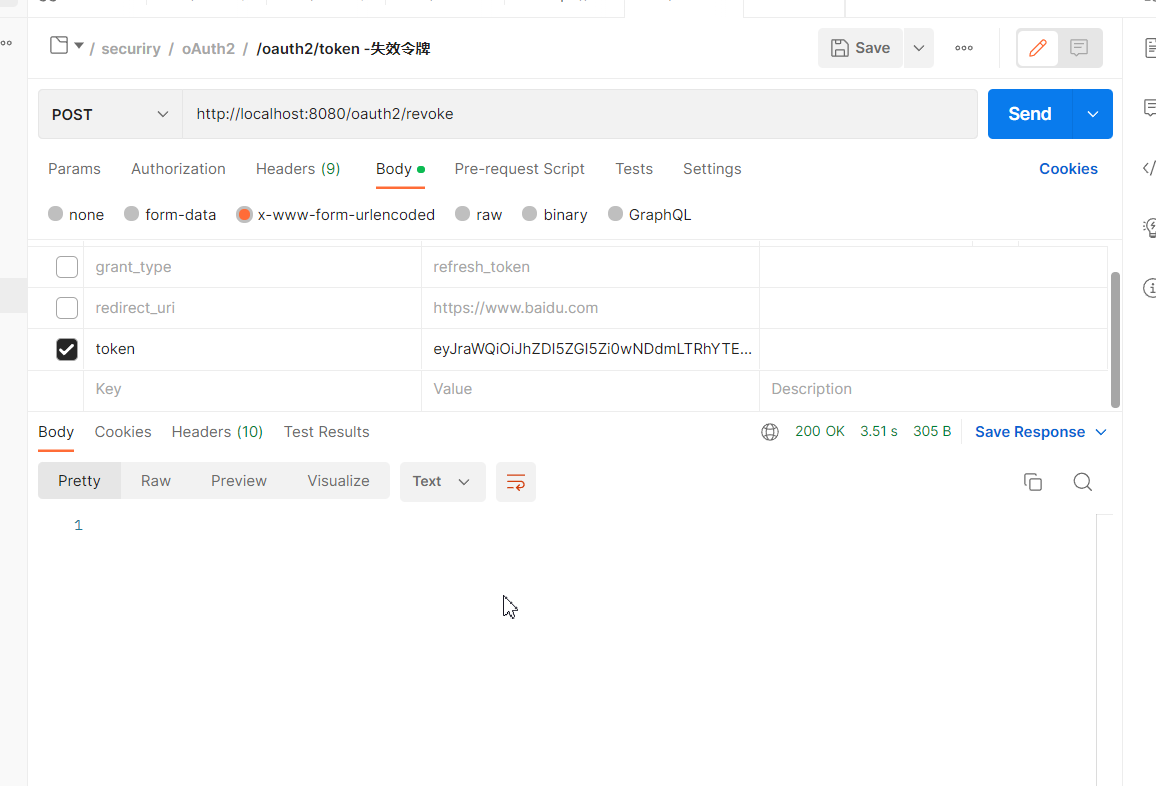 / securiry / oAuth2 / /oauth2/token -失效令牌
Save
POST
http://localhost:8080/oauth2/revoke
Send
Params Authorization Headers (9) Body Pre-request Script Tests Settings Cookies
none form-data x-www-form-urlencoded raw binary GraphQL
grant_type refresh_token
redirect_uri https://www.baidu.com
token eyJraWQiOiJhZDI5ZGI5Zi0wNDdmLTRhYTE...
Key Value Description
Body Cookies Headers (10) Test Results 200 OK 3.51 s 305 B Save Response
Pretty Raw Preview Visualize Text
1